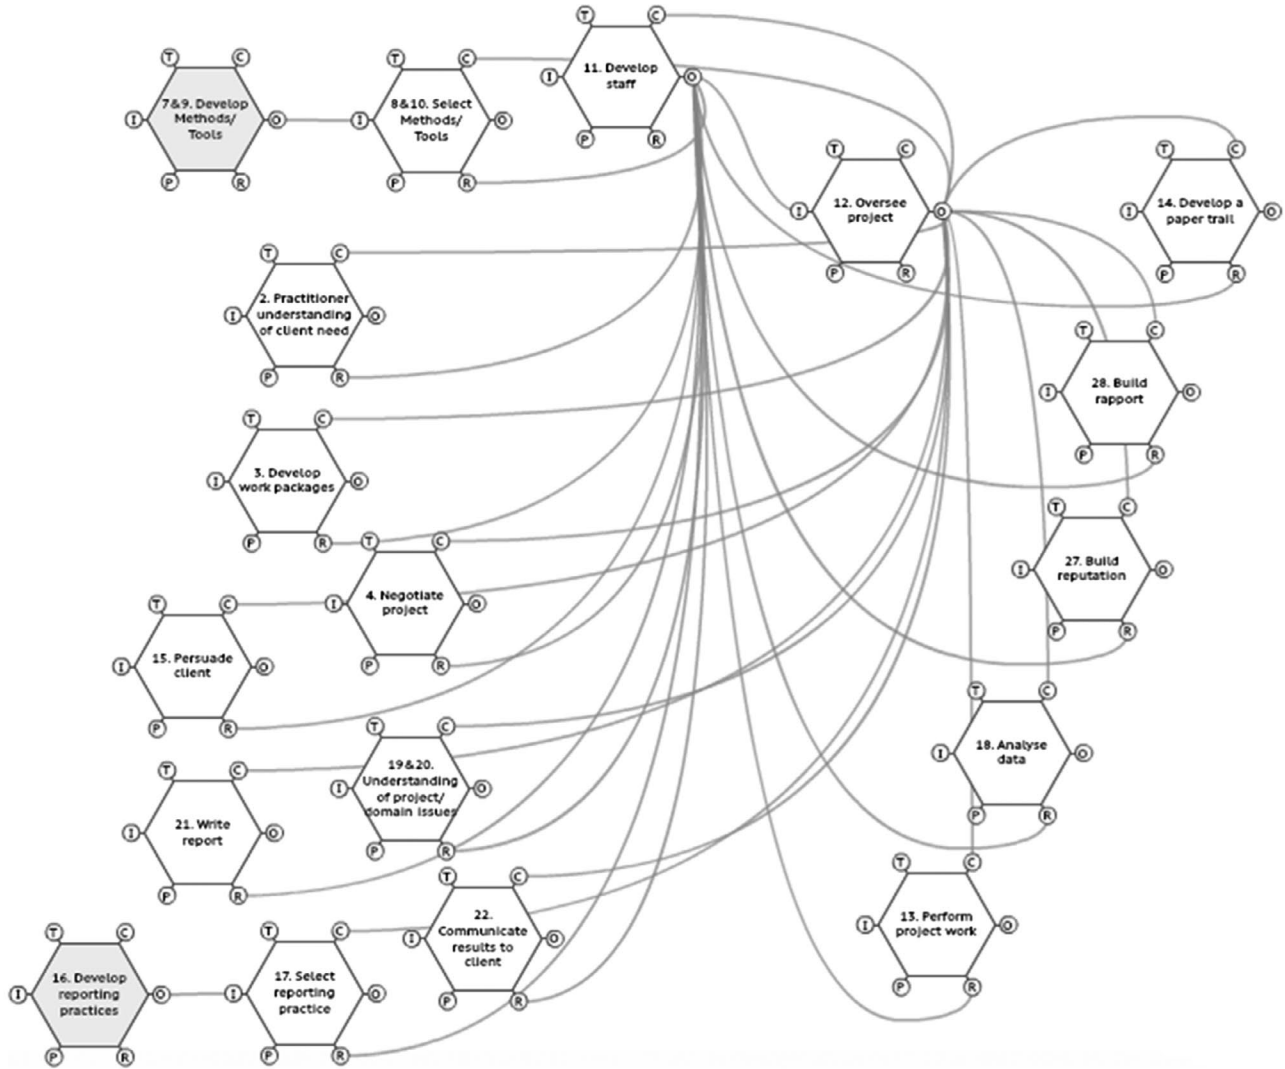 T C
11. Develop
staff
I O
P R
T C
7&9. Develop
Methods/
Tools
I O
P R
T C
8&10. Select
Methods/
Tools
I O
P R
T C
12. Oversee
project
I O
P R
T C
14. Develop a
paper trail
I O
P R
T C
2. Practitioner
understanding
of client need
I O
P R
T C
28. Build
rapport
I O
P R
T C
3. Develop
work packages
I O
P R
T C
27. Build
reputation
I O
P R
T C
4. Negotiate
project
I O
P R
T C
15. Persuade
client
I O
P R
T C
18. Analyse
data
I O
P R
T C
19&20.
Understanding
of project/
domain issues
I O
P R
T C
21. Write
report
I O
P R
T C
22.
Communicate
results to
client
I O
P R
T C
13. Perform
project work
I O
P R
T C
16. Develop
reporting
practices
I O
P R
T C
17. Select
reporting
practice
I O
P R